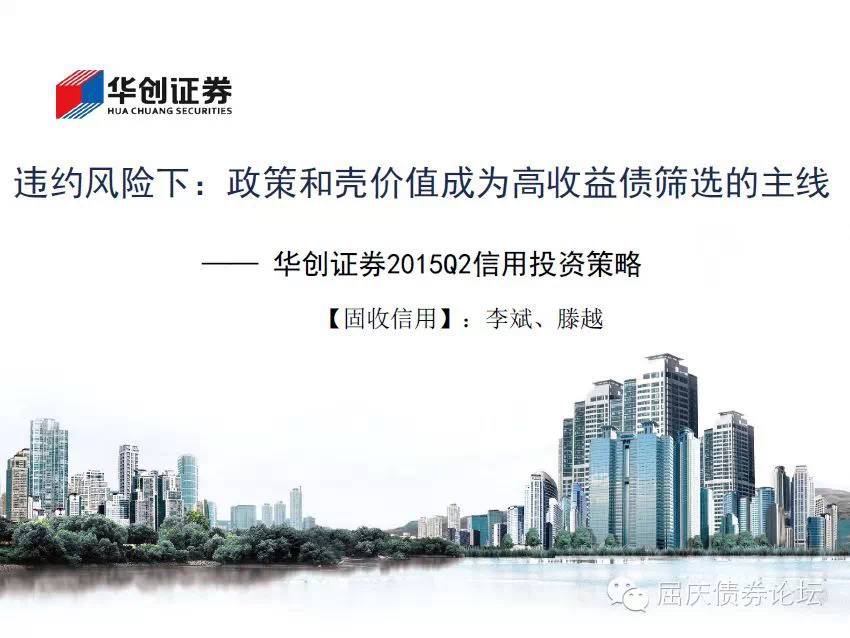 华创证券
HUA CHUANG SECURITIES
违约风险下：政策和壳价值成为高收益债筛选的主线
—— 华创证券2015Q2信用投资策略
【固收信用】：李斌、滕越
屈庆债券论坛